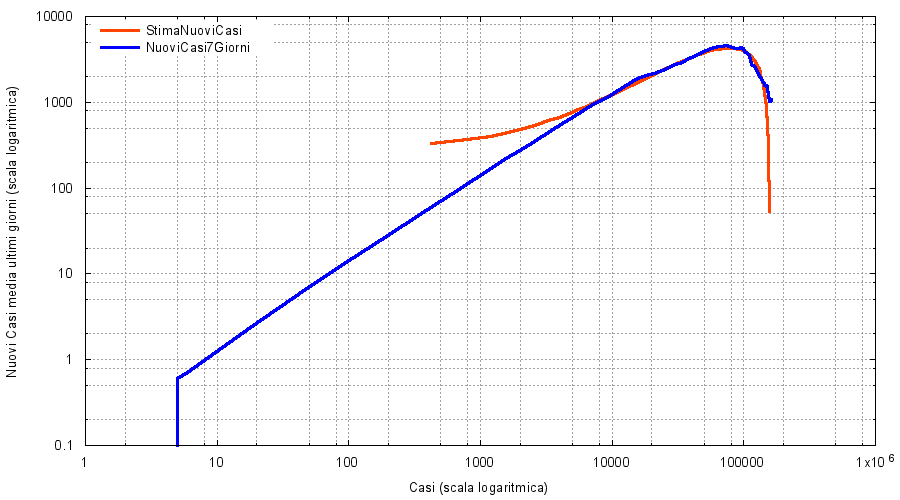 10000
StimaNuoviCasi
NuoviCasi7Giorni
1000
100
10
1
0.1
Nuovi Casi media ultimi giorni (scala logaritmica)
1
10
100
1000
10000
100000
1x10 6
Casi (scala logaritmica)